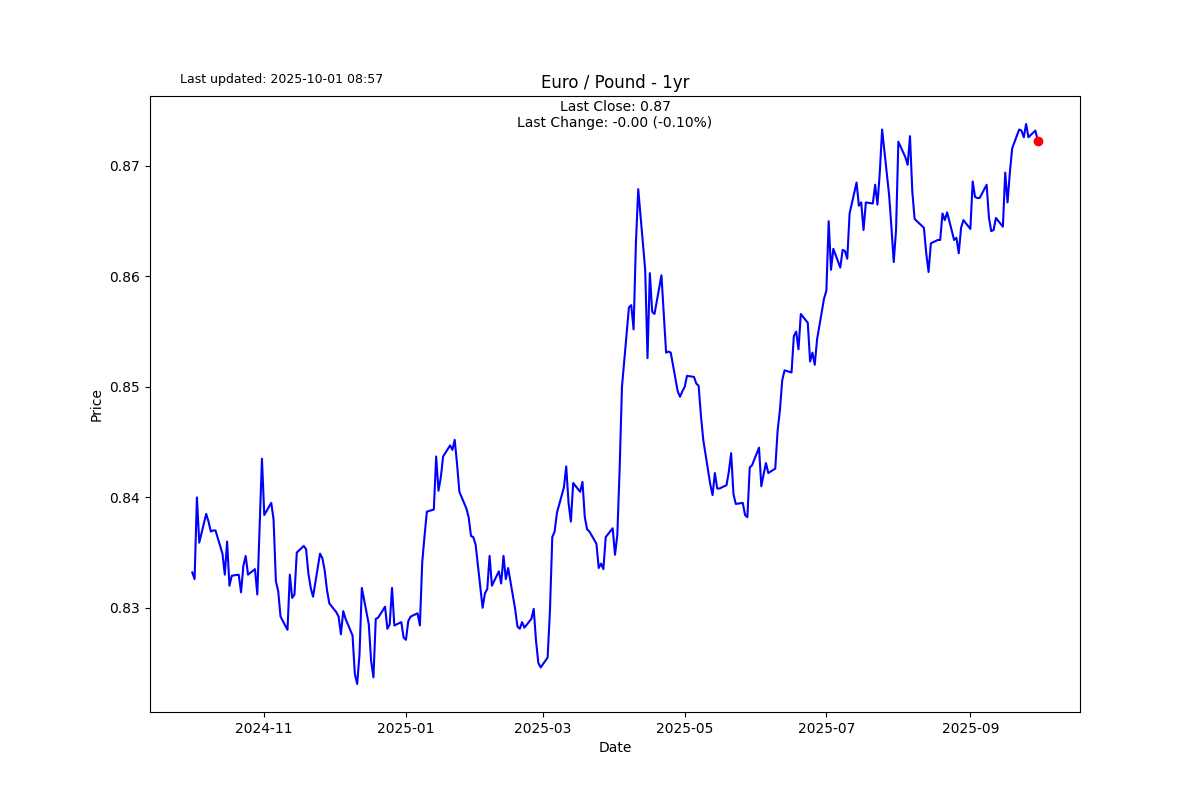 Last updated: 2025-10-01 08:57
Euro / Pound - 1yr
Last Close: 0.87
Last Change: -0.00 (-0.10%)
0.87
0.86
0.85
0.84
0.83
Price
2024-11
2025-01
2025-03
2025-05
2025-07
2025-09
Date